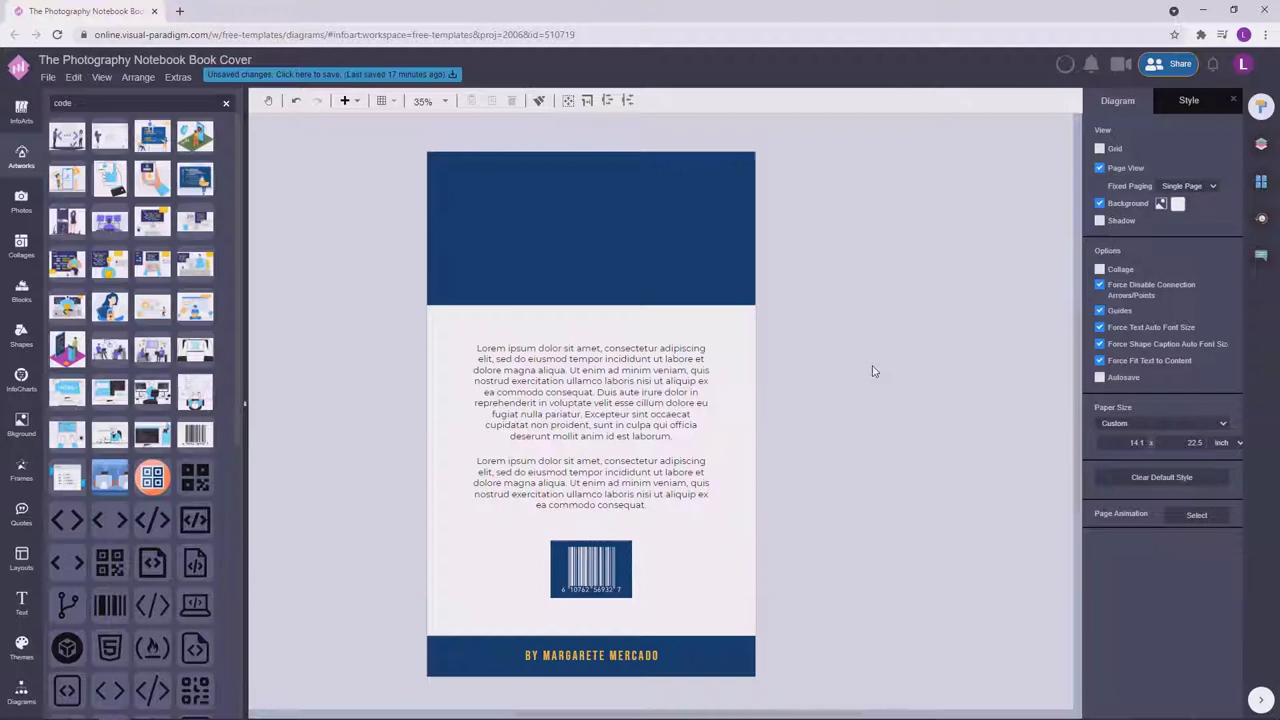 The Photography Notebook Book Co
online.visual-paradigm.com/w/free-templates/diagrams/#infoart:workspace=free-templates&proj=2006&id=510719
L
The Photography Notebook Book Cover
File Edit View Arrange Extras
Unsaved changes. Click here to save. (Last saved 17 minutes ago)
Share
L
InfoArts
Artworks
Photos
Collages
Blocks
Shapes
InfoCharts
Bkground
Frames
Quotes
Layouts
Text
Themes
Diagrams
code
35%
Lorem ipsum dolor sit amet, consectetur adipiscing
elit, sed do eiusmod tempor incididunt ut labore et
dolore magna aliqua. Ut enim ad minim veniam, quis
nostrud exercitation ullamco laboris nisi ut aliquip ex
ea commodo consequat. Duis aute irure dolor in
reprehenderit in voluptate velit esse cillum dolore eu
fugiat nulla pariatur. Excepteur sint occaecat
cupidatat non proident, sunt in culpa qui officia
deserunt mollit anim id est laborum.
Lorem ipsum dolor sit amet, consectetur adipiscing
elit, sed do eiusmod tempor incididunt ut labore et
dolore magna aliqua. Ut enim ad minim veniam, quis
nostrud exercitation ullamco laboris nisi ut aliquip ex
ea commodo consequat.
6 10762 56932 7
BY MARGARETE MERCADO
Diagram Style
View
Grid
Page View
Fixed Paging Single Page
Background
Shadow
Options
Collage
Force Disable Connection
Arrows/Points
Guides
Force Text Auto Font Size
Force Shape Caption Auto Font Siz
Force Fit Text to Content
Autosave
Paper Size
Custom
14.1 x 22.5 Inch
Clear Default Style
Page Animation Select